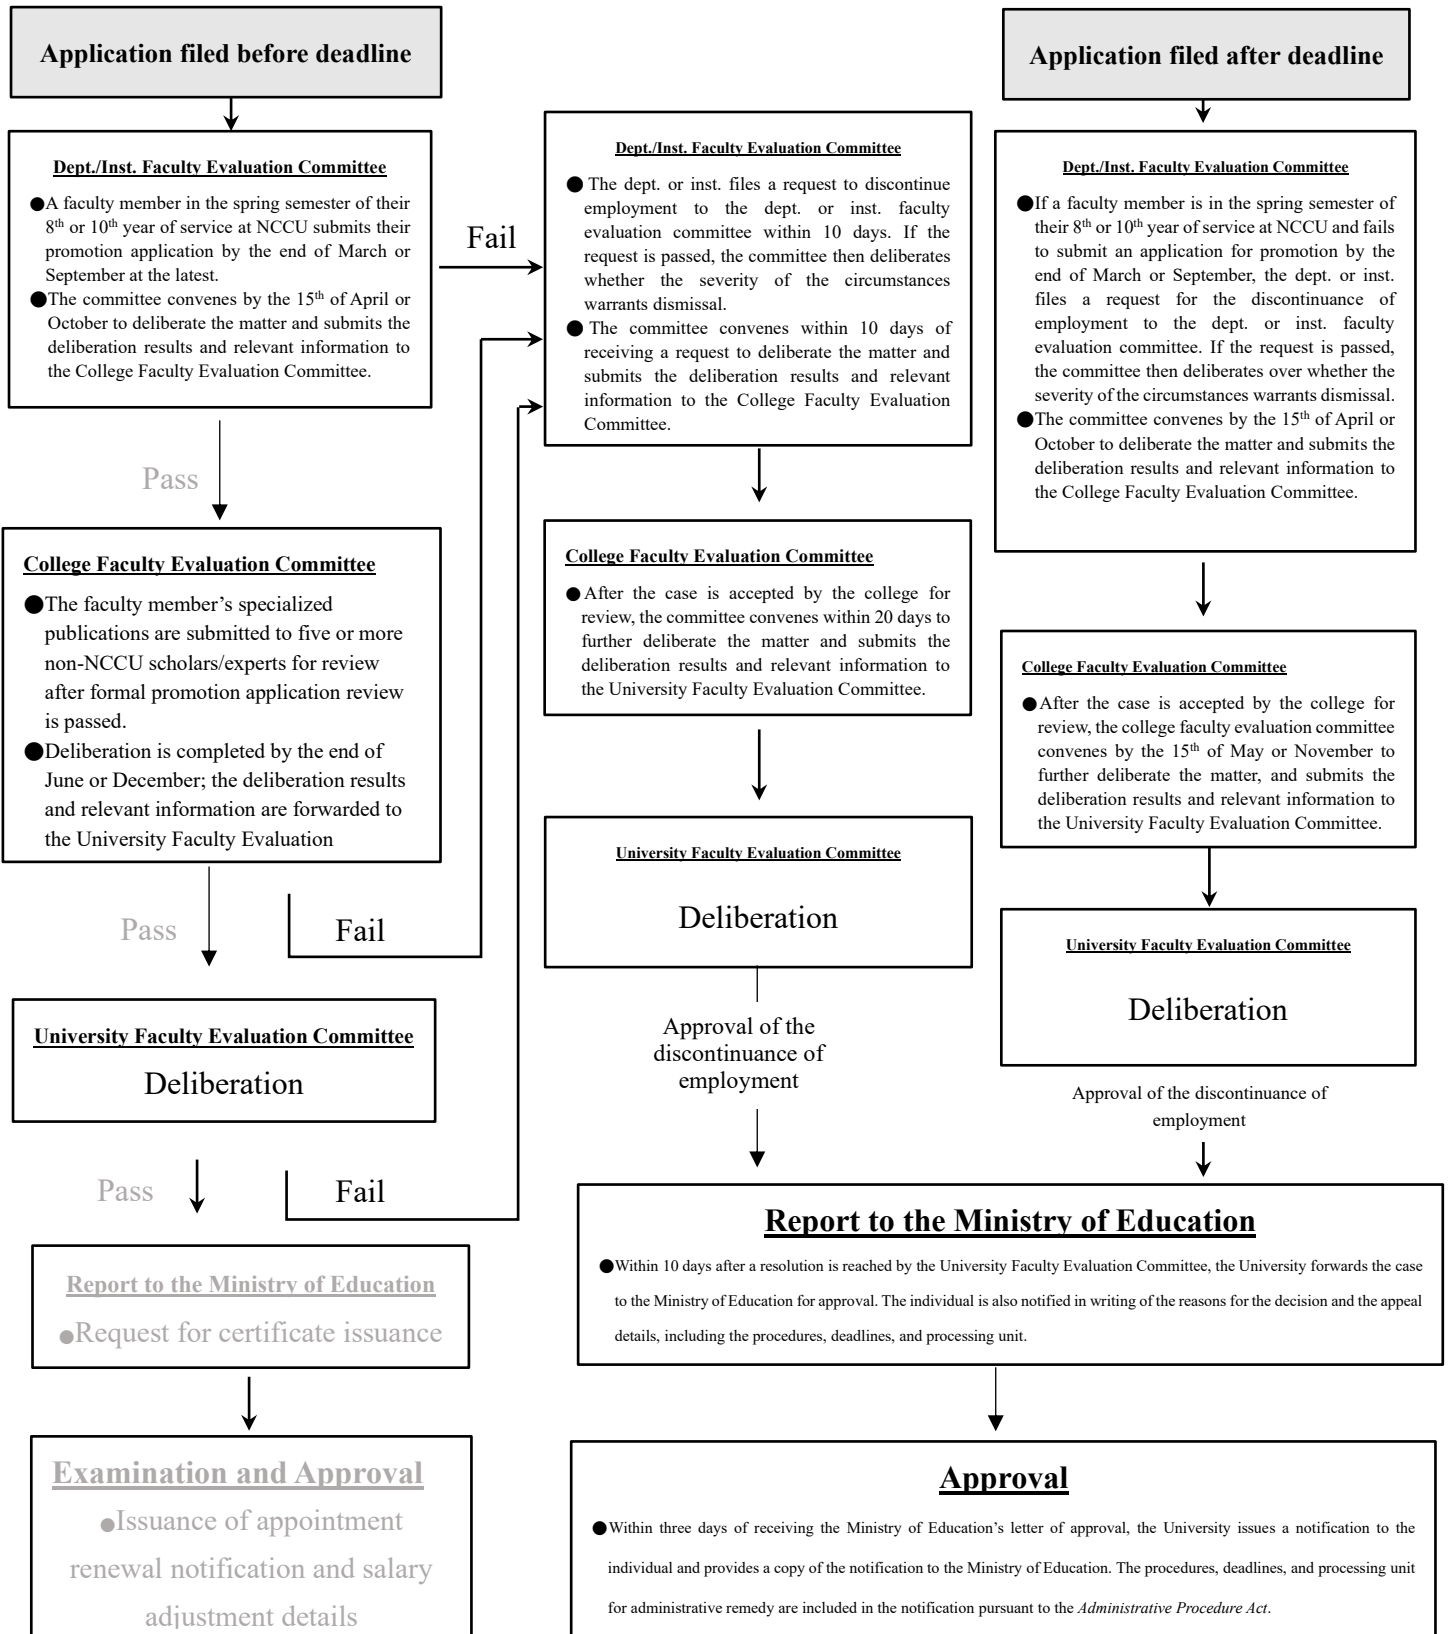 Application filed before deadline
Dept./Inst. Faculty Evaluation Committee
●A faculty member in the spring semester of their
8th or 10th year of service at NCCU submits their
promotion application by the end of March or
September at the latest.
●The committee convenes by the 15th of April or
October to deliberate the matter and submits the
deliberation results and relevant information to
the College Faculty Evaluation Committee.
Pass
Fail
College Faculty Evaluation Committee
●The faculty member’s specialized
publications are submitted to five or more
non-NCCU scholars/experts for review
after formal promotion application review
is passed.
●Deliberation is completed by the end of
June or December; the deliberation results
and relevant information are forwarded to
the University Faculty Evaluation
Pass
Fail
University Faculty Evaluation Committee
Deliberation
Pass
Fail
Report to the Ministry of Education
●Request for certificate issuance
Examination and Approval
●Issuance of appointment
renewal notification and salary
adjustment details
Dept./Inst. Faculty Evaluation Committee
● The dept. or inst. files a request to discontinue
employment to the dept. or inst. faculty
evaluation committee within 10 days. If the
request is passed, the committee then deliberates
whether the severity of the circumstances
warrants dismissal.
● The committee convenes within 10 days of
receiving a request to deliberate the matter and
submits the deliberation results and relevant
information to the College Faculty Evaluation
Committee.
College Faculty Evaluation Committee
● After the case is accepted by the college for
review, the committee convenes within 20 days to
further deliberate the matter and submits the
deliberation results and relevant information to
the University Faculty Evaluation Committee.
University Faculty Evaluation Committee
Deliberation
Approval of the
discontinuance of
employment
Application filed after deadline
Dept./Inst. Faculty Evaluation Committee
●If a faculty member is in the spring semester of
their 8th or 10th year of service at NCCU and fails
to submit an application for promotion by the
end of March or September, the dept. or inst.
files a request for the discontinuance of
employment to the dept. or inst. faculty
evaluation committee. If the request is passed,
the committee then deliberates over whether the
severity of the circumstances warrants dismissal.
●The committee convenes by the 15th of April or
October to deliberate the matter and submits the
deliberation results and relevant information to
the College Faculty Evaluation Committee.
College Faculty Evaluation Committee
●After the case is accepted by the college for
review, the college faculty evaluation committee
convenes by the 15th of May or November to
further deliberate the matter, and submits the
deliberation results and relevant information to
the University Faculty Evaluation Committee.
University Faculty Evaluation Committee
Deliberation
Approval of the discontinuance of
employment
Report to the Ministry of Education
●Within 10 days after a resolution is reached by the University Faculty Evaluation Committee, the University forwards the case
to the Ministry of Education for approval. The individual is also notified in writing of the reasons for the decision and the appeal
details, including the procedures, deadlines, and processing unit.
Approval
●Within three days of receiving the Ministry of Education’s letter of approval, the University issues a notification to the
individual and provides a copy of the notification to the Ministry of Education. The procedures, deadlines, and processing unit
for administrative remedy are included in the notification pursuant to the Administrative Procedure Act.